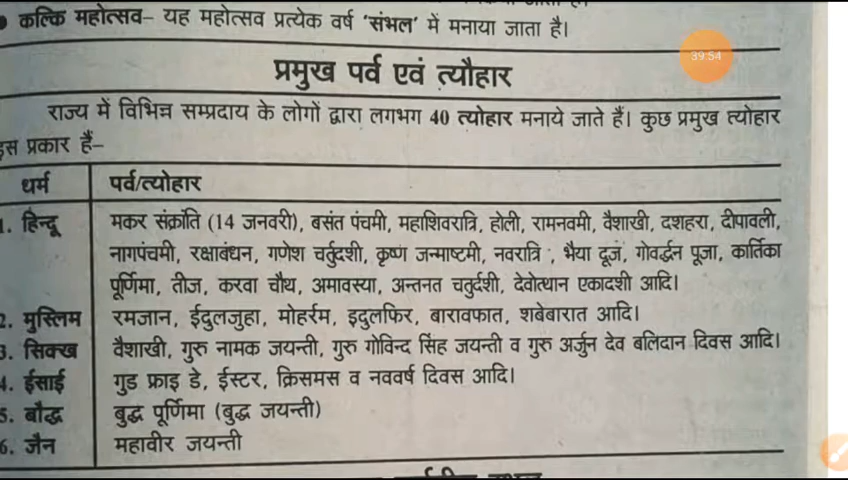 कल्कि महोत्सव– यह महोत्सव प्रत्येक वर्ष 'संभल' में मनाया जाता है।
39:54
प्रमुख पर्व एवं त्यौहार
राज्य में विभिन्न सम्प्रदाय के लोगों द्वारा लगभग 40 त्योहार मनाये जाते हैं। कुछ प्रमुख त्योहार
इस प्रकार हैं–
धर्म पर्व/त्योहार
1. हिन्दू मकर संक्रांति (14 जनवरी), बसंत पंचमी, महाशिवरात्रि, होली, रामनवमी, वैशाखी, दशहरा, दीपावली,
नागपंचमी, रक्षाबंधन, गणेश चर्तुदशी, कृष्ण जन्माष्टमी, नवरात्रि, भैया दूज, गोवर्द्धन पूजा, कार्तिका
पूर्णिमा, तीज, करवा चौथ, अमावस्या, अन्तनत चतुर्दशी, देवोत्थान एकादशी आदि।
2. मुस्लिम रमजान, ईदुलजुहा, मोहर्रम, इदुलफिर, बारावफात, शबेबारात आदि।
3. सिक्ख वैशाखी, गुरु नामक जयन्ती, गुरु गोविन्द सिंह जयन्ती व गुरु अर्जुन देव बलिदान दिवस आदि।
4. ईसाई गुड फ्राइ डे, ईस्टर, क्रिसमस व नववर्ष दिवस आदि।
5. बौद्ध बुद्ध पूर्णिमा (बुद्ध जयन्ती)
6. जैन महावीर जयन्ती